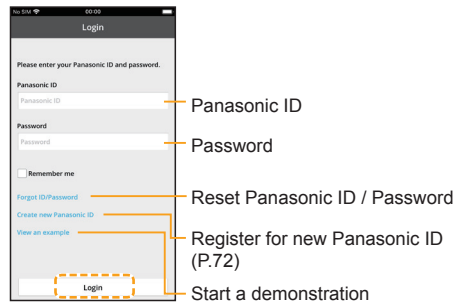 No SIM 00:00
Login
Please enter your Panasonic ID and password.
Panasonic ID
Panasonic ID
Panasonic ID
Password
Password
Password
Remember me
Forgot ID/Password
Reset Panasonic ID / Password
Create new Panasonic ID
Register for new Panasonic ID
(P.72)
View an example
Login
Start a demonstration